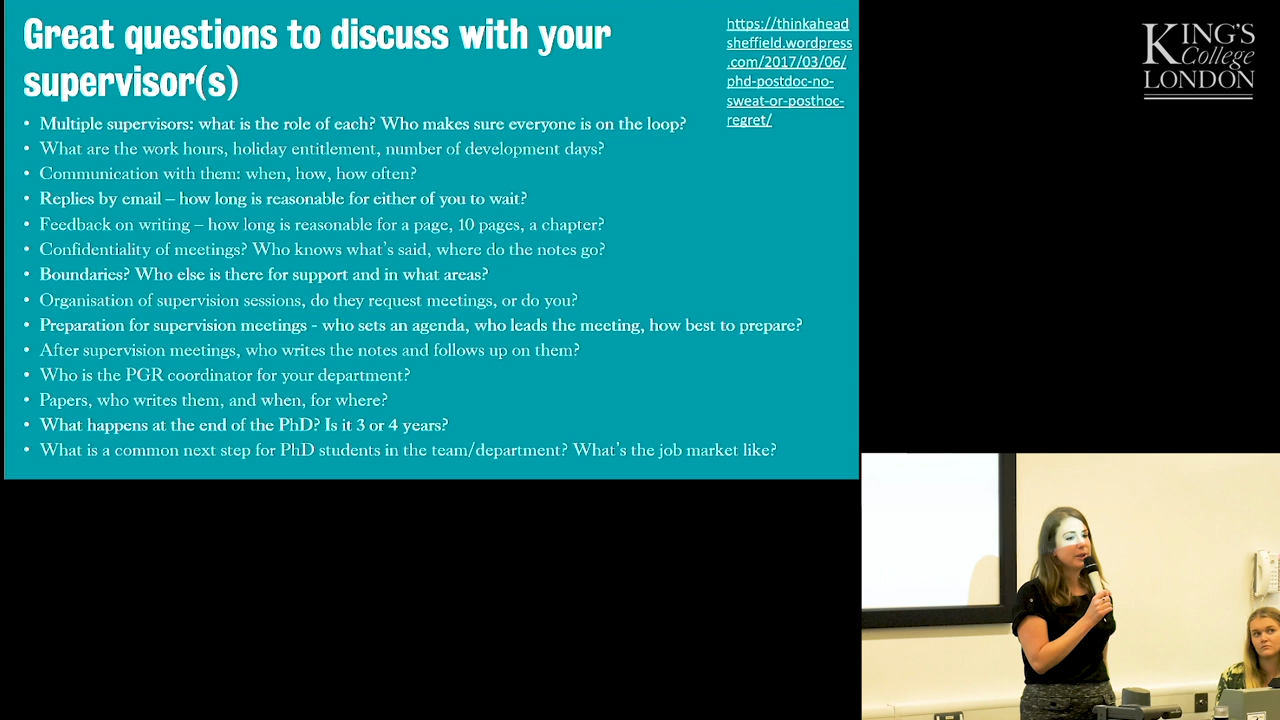 Great questions to discuss with your
supervisor(s)
https://thinkahead
sheffield.wordpress
.com/2017/03/06/
phd-postdoc-no-
sweat-or-posthoc-
regret/
• Multiple supervisors: what is the role of each? Who makes sure everyone is on the loop?
• What are the work hours, holiday entitlement, number of development days?
• Communication with them: when, how, how often?
• Replies by email – how long is reasonable for either of you to wait?
• Feedback on writing – how long is reasonable for a page, 10 pages, a chapter?
• Confidentiality of meetings? Who knows what's said, where do the notes go?
• Boundaries? Who else is there for support and in what areas?
• Organisation of supervision sessions, do they request meetings, or do you?
• Preparation for supervision meetings - who sets an agenda, who leads the meeting, how best to prepare?
• After supervision meetings, who writes the notes and follows up on them?
• Who is the PGR coordinator for your department?
• Papers, who writes them, and when, for where?
• What happens at the end of the PhD? Is it 3 or 4 years?
• What is a common next step for PhD students in the team/department? What's the job market like?
KING'S
College
LONDON